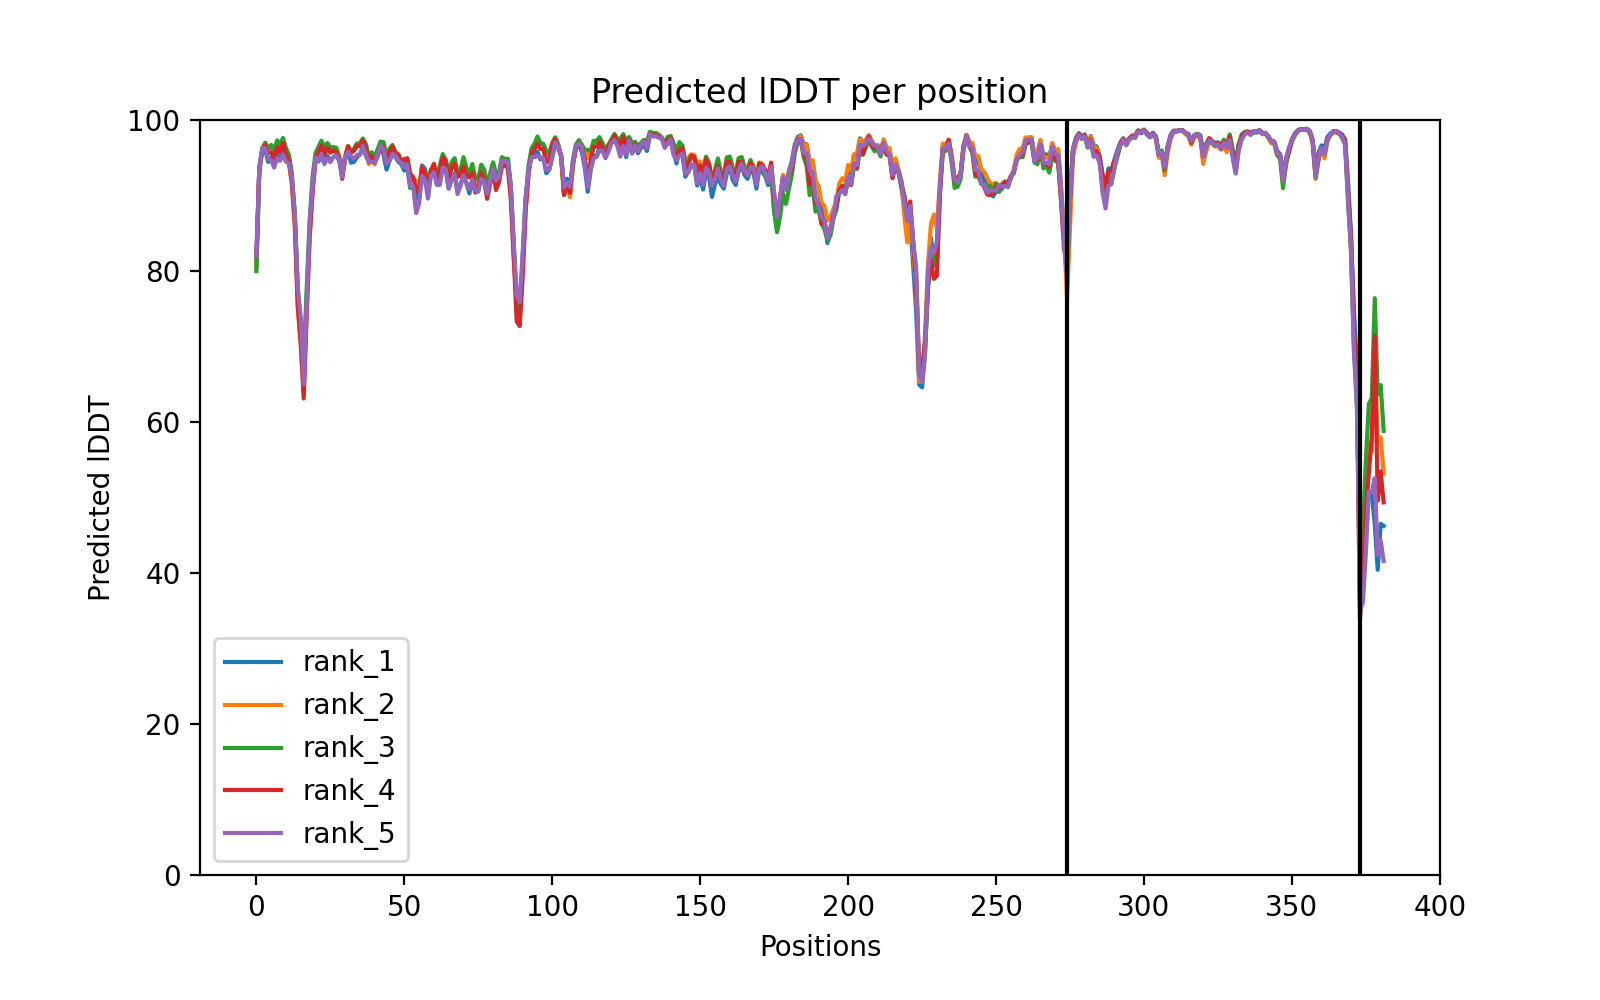 Predicted lDDT per position
100
80
60
40
20
0
Predicted lDDT
rank_1
rank_2
rank_3
rank_4
rank_5
0 50 100 150 200 250 300 350 400
Positions